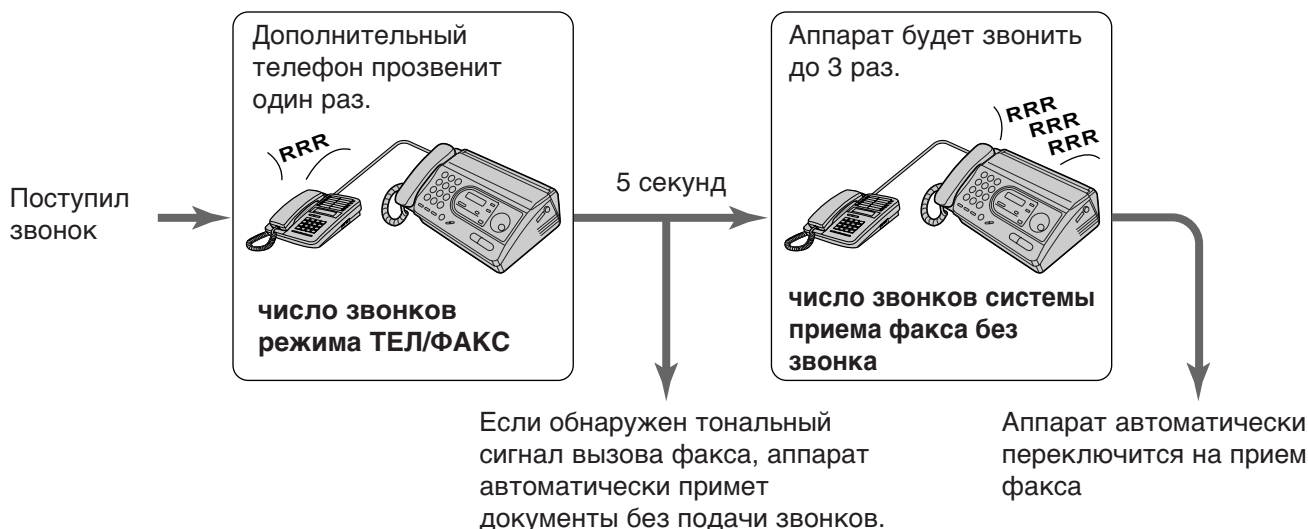 Дополнительный
телефон прозвенит
один раз.
RRR
число звонков
режима ТЕЛ/ФАКС
Поступил
звонок
5 секунд
Аппарат будет звонить
до 3 раз.
RRR
RRR
RRR
число звонков системы
приема факса без
звонка
Если обнаружен тональный
сигнал вызова факса, аппарат
автоматически примет
документы без подачи звонков.
Аппарат автоматически
переключится на прием
факса